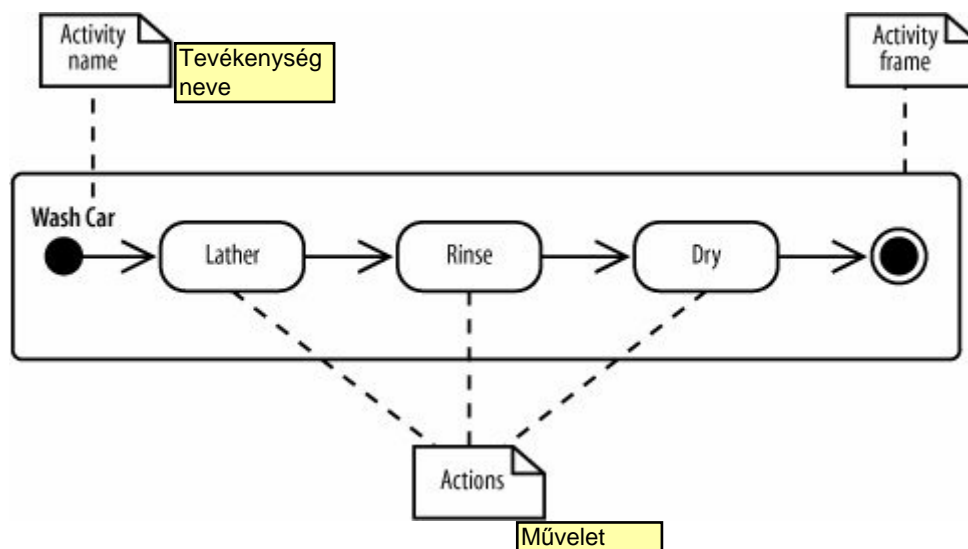 Activity
name
Tevékenység
neve
Activity
frame
Wash Car
Lather
Rinse
Dry
Actions
Művelet